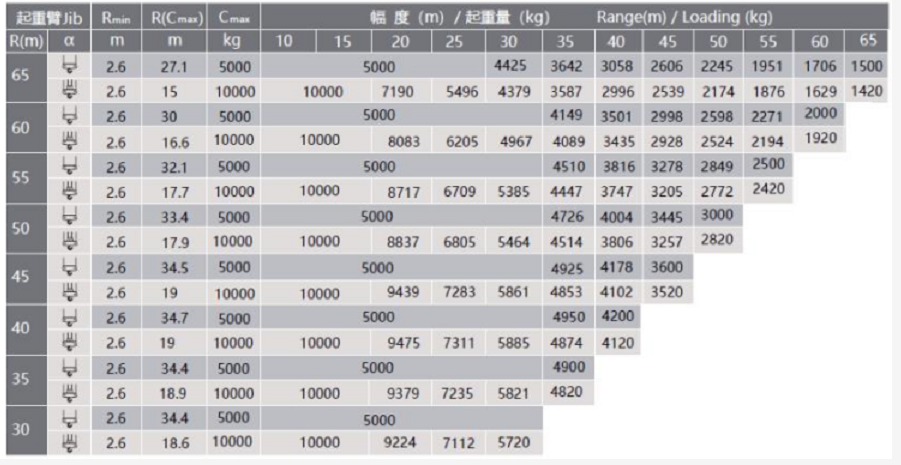 起重臂Jib Rmin R(Cmax) Cmax 幅 度 (m) / 起重量 (kg) Range(m) / Loading (kg)
R(m) α m m kg 10 15 20 25 30 35 40 45 50 55 60 65
65 2.6 27.1 5000 5000 4425 3642 3058 2606 2245 1951 1706 1500
2.6 15 10000 10000 7190 5496 4379 3587 2996 2539 2174 1876 1629 1420
60 2.6 30 5000 5000 4149 3501 2998 2598 2271 2000
2.6 16.6 10000 10000 8083 6205 4967 4089 3435 2928 2524 2194 1920
55 2.6 32.1 5000 5000 4510 3816 3278 2849 2500
2.6 17.7 10000 10000 8717 6709 5385 4447 3747 3205 2772 2420
50 2.6 33.4 5000 5000 4726 4004 3445 3000
2.6 17.9 10000 10000 8837 6805 5464 4514 3806 3257 2820
45 2.6 34.5 5000 5000 4925 4178 3600
2.6 19 10000 10000 9439 7283 5861 4853 4102 3520
40 2.6 34.7 5000 5000 4950 4200
2.6 19 10000 10000 9475 7311 5885 4874 4120
35 2.6 34.4 5000 5000 4900
2.6 18.9 10000 10000 9379 7235 5821 4820
30 2.6 34.4 5000 5000
2.6 18.6 10000 10000 9224 7112 5720